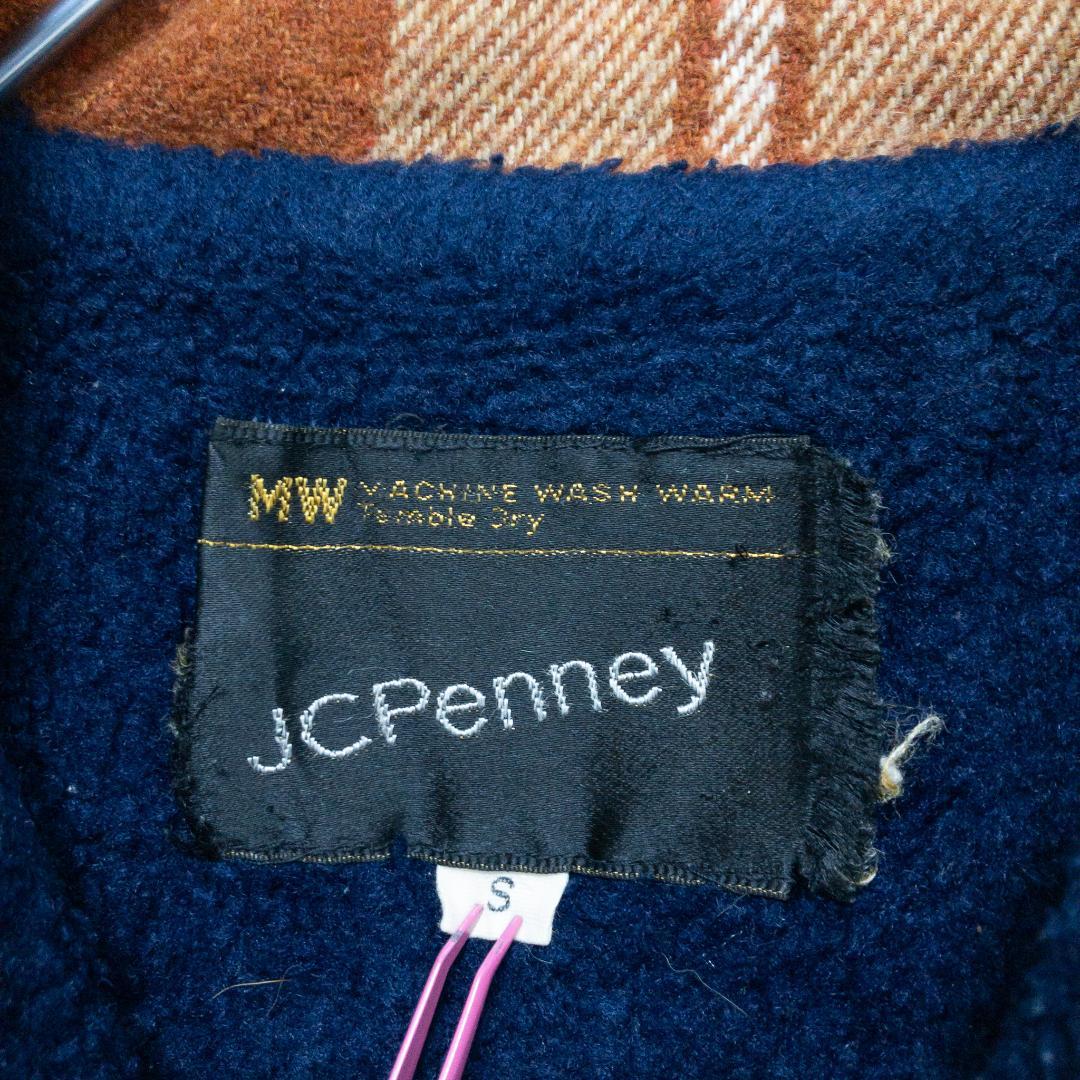 MW MACHINE WASH WARM
Tumble Dry
JCPenney
S